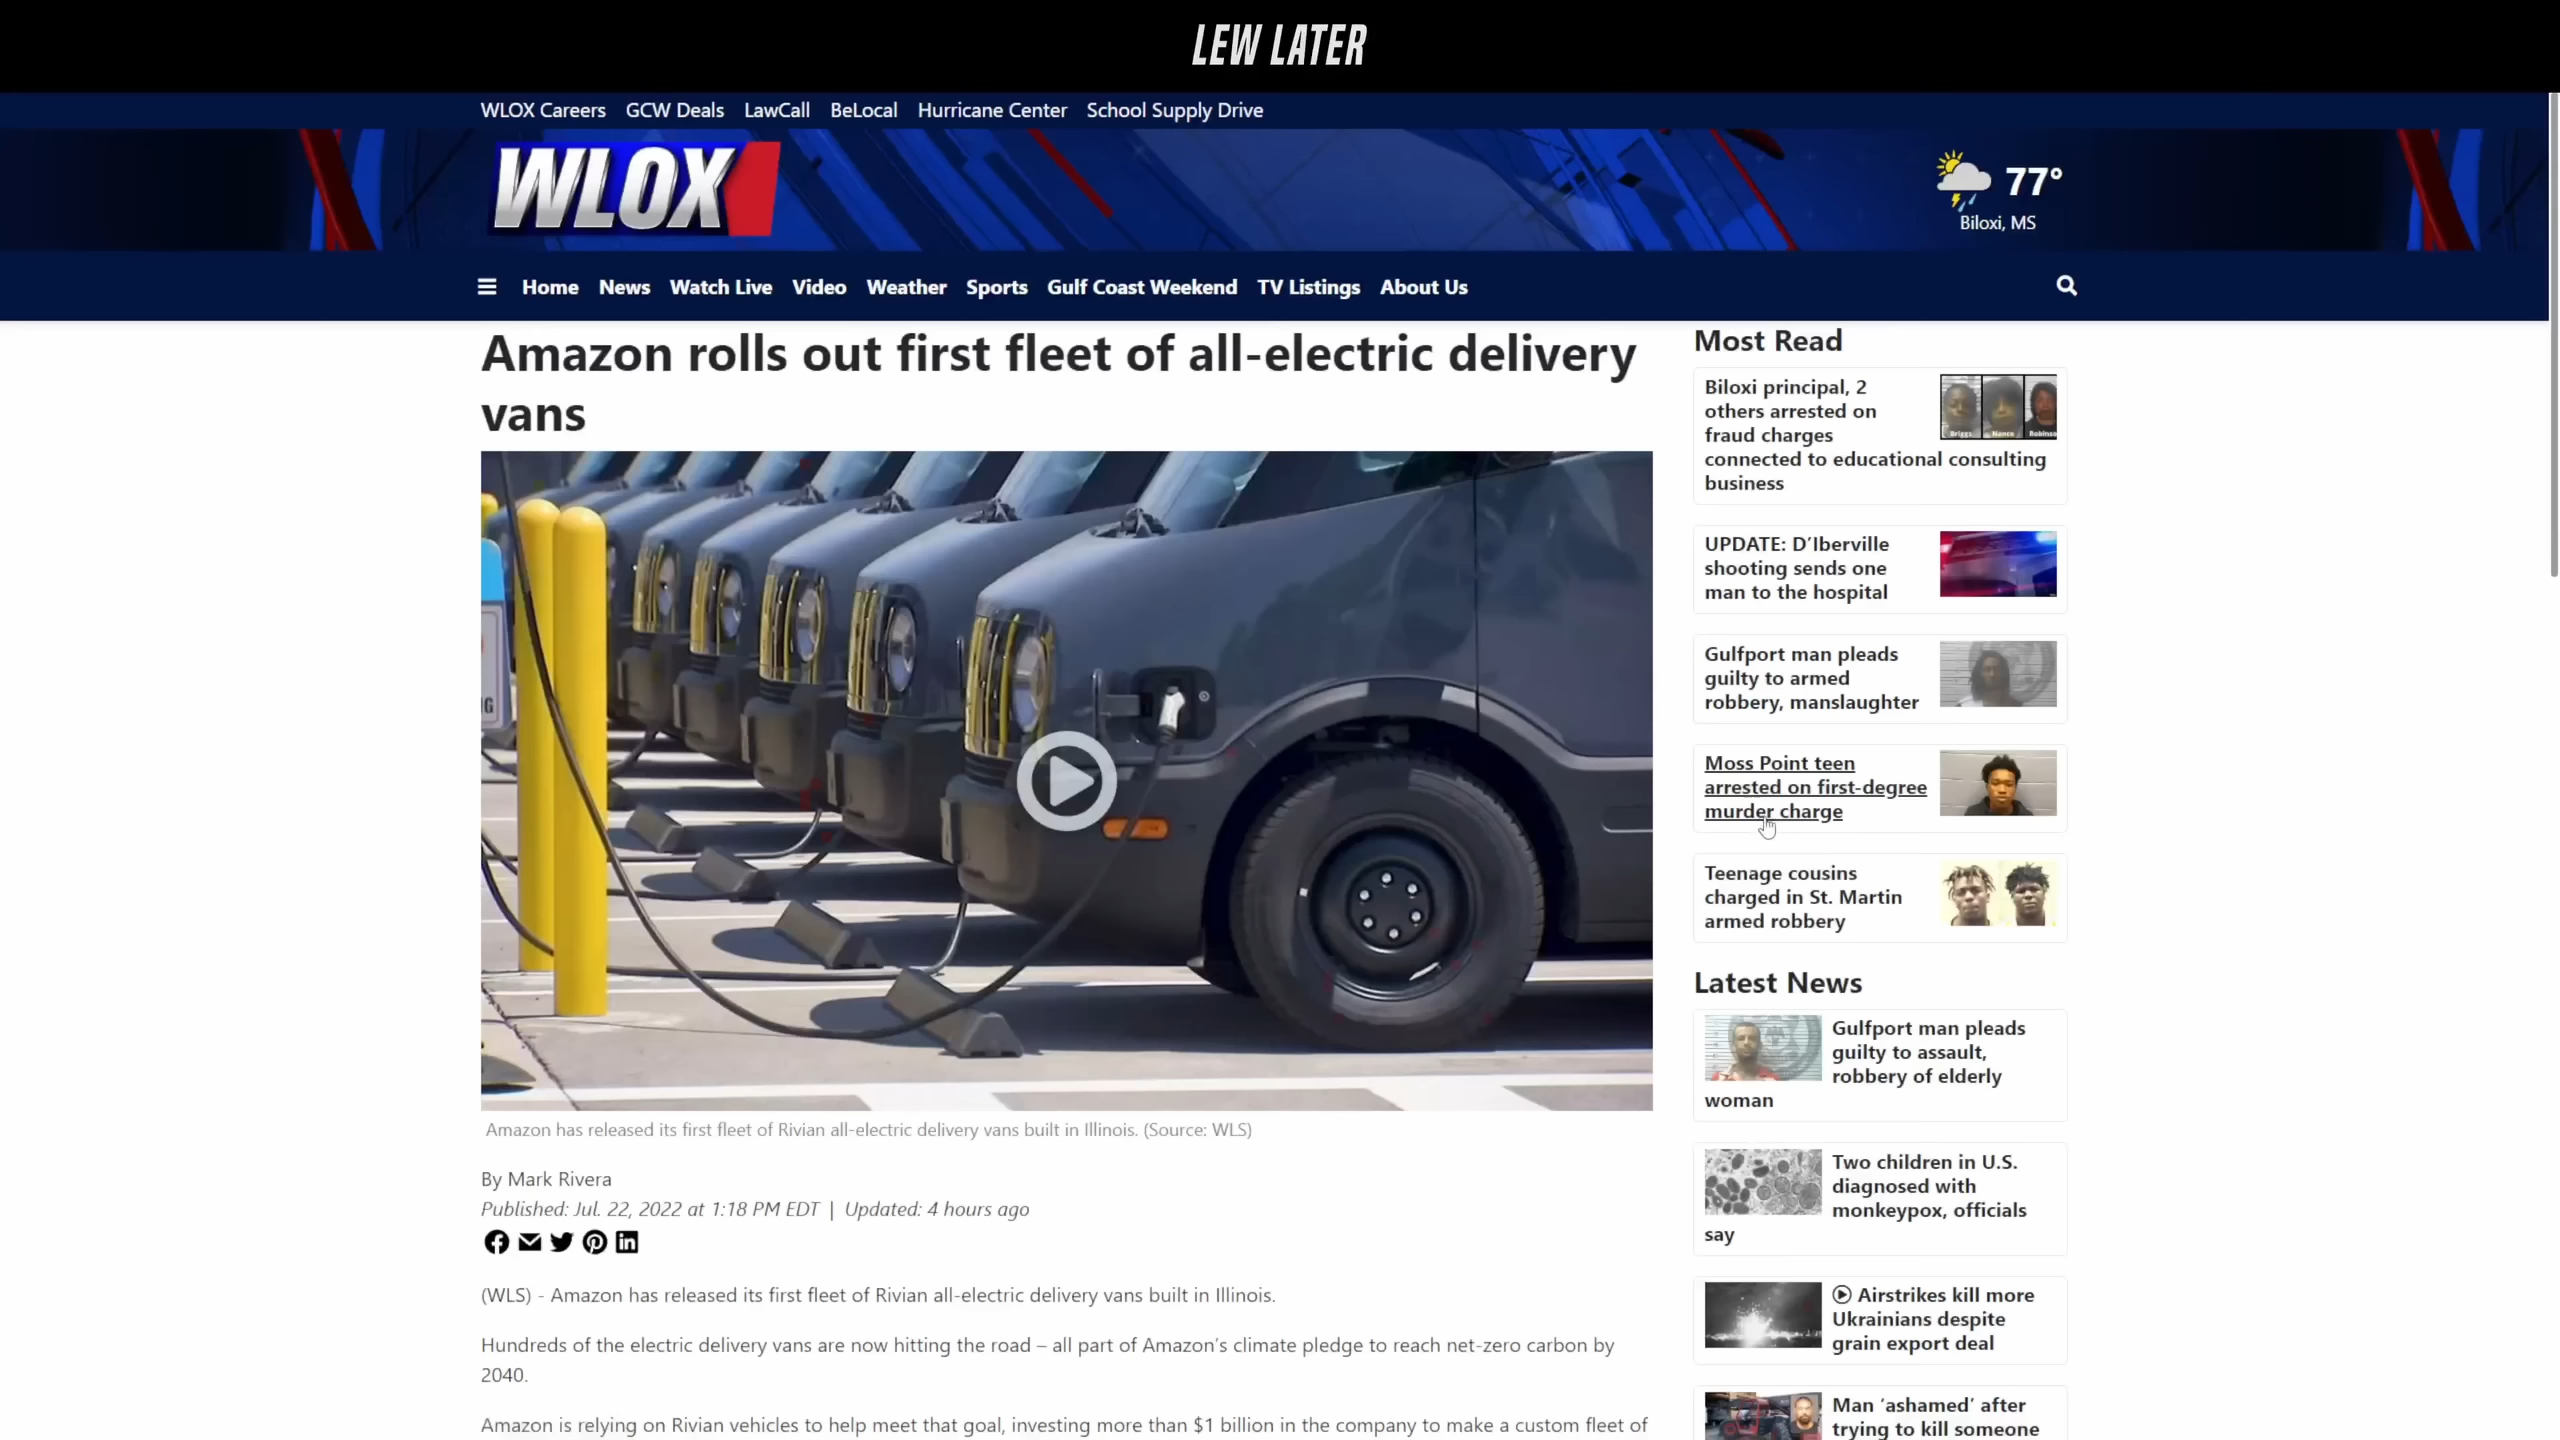 LEW LATER
WLOX Careers GCW Deals LawCall BeLocal Hurricane Center School Supply Drive
WLOX
77°
Biloxi, MS
Home News Watch Live Video Weather Sports Gulf Coast Weekend TV Listings About Us
Amazon rolls out first fleet of all-electric delivery
vans
Amazon has released its first fleet of Rivian all-electric delivery vans built in Illinois. (Source: WLS)
By Mark Rivera
Published: Jul. 22, 2022 at 1:18 PM EDT | Updated: 4 hours ago
(WLS) - Amazon has released its first fleet of Rivian all-electric delivery vans built in Illinois.
Hundreds of the electric delivery vans are now hitting the road – all part of Amazon’s climate pledge to reach net-zero carbon by
2040.
Amazon is relying on Rivian vehicles to help meet that goal, investing more than $1 billion in the company to make a custom fleet of
Most Read
Biloxi principal, 2
others arrested on
fraud charges
connected to educational consulting
business
Briggs Nance Robinso
UPDATE: D’Iberville
shooting sends one
man to the hospital
Gulfport man pleads
guilty to armed
robbery, manslaughter
Moss Point teen
arrested on first-degree
murder charge
Teenage cousins
charged in St. Martin
armed robbery
Latest News
Gulfport man pleads
guilty to assault,
robbery of elderly
woman
Two children in U.S.
diagnosed with
monkeypox, officials
say
Airstrikes kill more
Ukrainians despite
grain export deal
Man ‘ashamed’ after
trying to kill someone